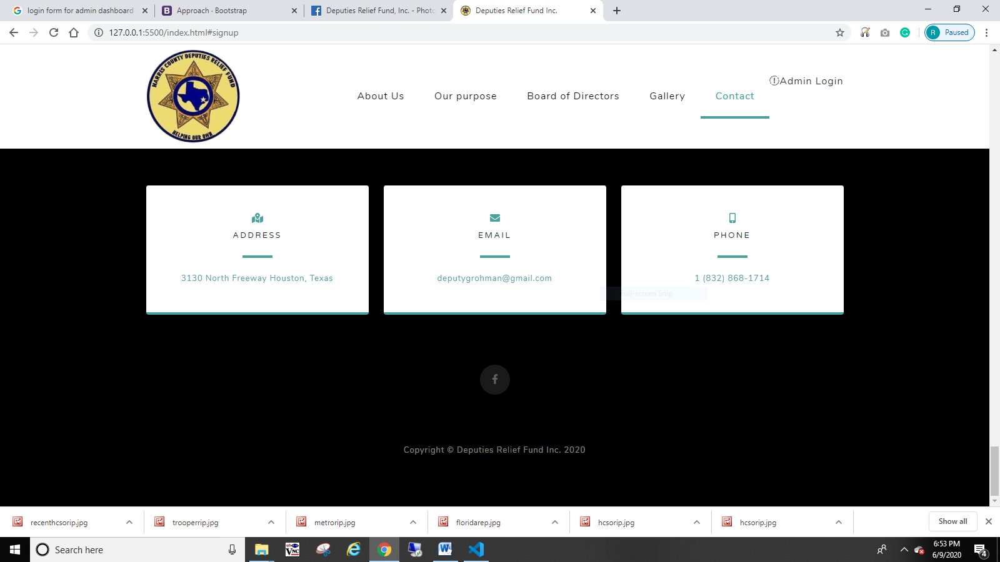 login form for admin dashboard
Approach · Bootstrap
Deputies Relief Fund, Inc. - Photo
Deputies Relief Fund Inc.
127.0.0.1:5500/index.html#signup
R Paused
HARRIS COUNTY DEPUTIES RELIEF FUND
HELPING OUR OWN
About Us
Our purpose
Board of Directors
Gallery
Contact
Admin Login
ADDRESS
3130 North Freeway Houston, Texas
EMAIL
deputygrohman@gmail.com
PHONE
1 (832) 868-1714
Full-screen Snip
Copyright © Deputies Relief Fund Inc. 2020
recenthcsorip.jpg
trooperrip.jpg
metrorip.jpg
floridarep.jpg
hcsorip.jpg
hcsorip.jpg
Show all
Search here
VNC
6:53 PM
6/9/2020
4